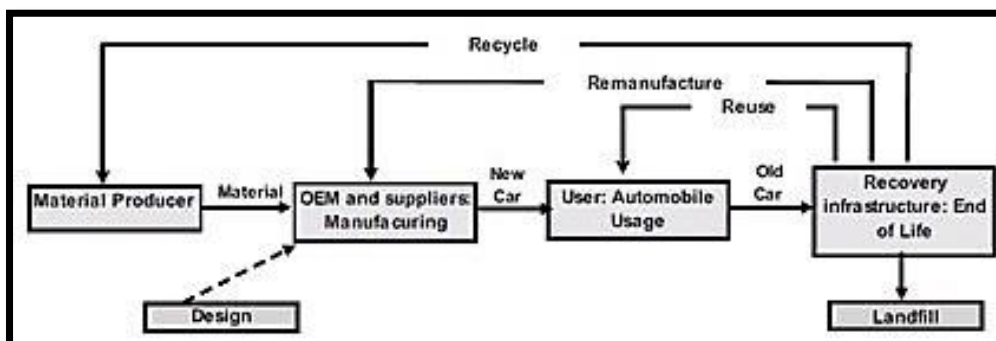 Recycle
Remanufacture
Reuse
Material Producer
Material
OEM and suppliers:
Manufacuring
New
Car
User: Automobile
Usage
Old
Car
Recovery
infrastructure: End
of Life
Design
Landfill